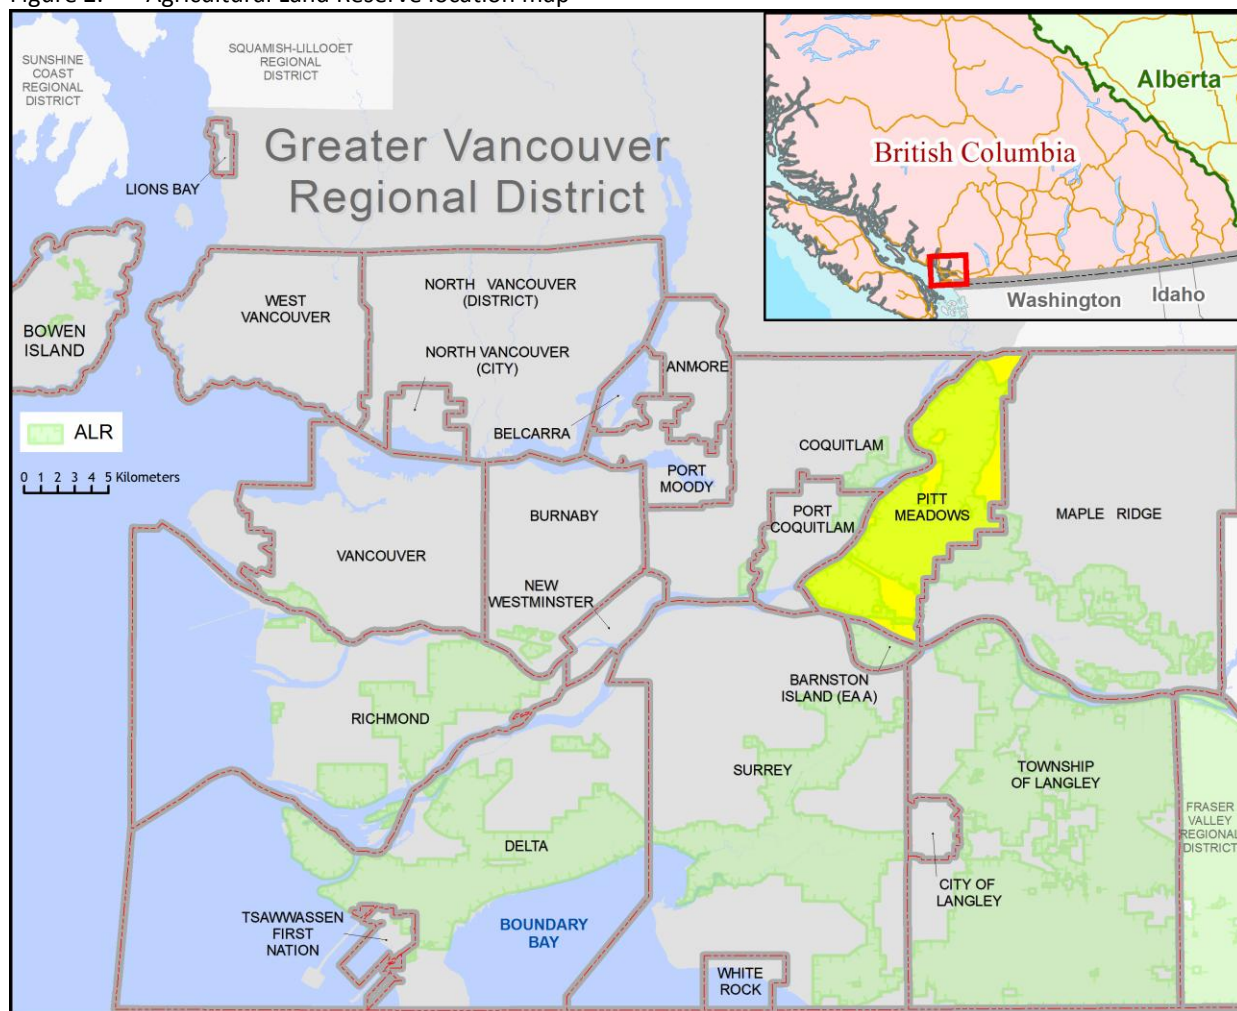 Figure 2. Agricultural Land Reserve location map
SUNSHINE
COAST
REGIONAL
DISTRICT
SQUAMISH-LILLOOET
REGIONAL
DISTRICT
Greater Vancouver
Regional District
LIONS BAY
Alberta
British Columbia
Washington
Idaho
BOWEN
ISLAND
WEST
VANCOUVER
NORTH VANCOUVER
(DISTRICT)
NORTH VANCOUVER
(CITY)
ANMORE
BELCARRA
PORT
MOODY
COQUITLAM
PORT
COQUITLAM
PITT
MEADOWS
MAPLE RIDGE
ALR
0 1 2 3 4 5 Kilometers
VANCOUVER
BURNABY
NEW
WESTMINSTER
BARNSTON
ISLAND (EA A)
RICHMOND
SURREY
TOWNSHIP
OF LANGLEY
FRASER
VALLEY
REGIONAL
DISTRICT
DELTA
CITY OF
LANGLEY
TSAWWASSEN
FIRST
NATION
BOUNDARY
BAY
WHITE
ROCK